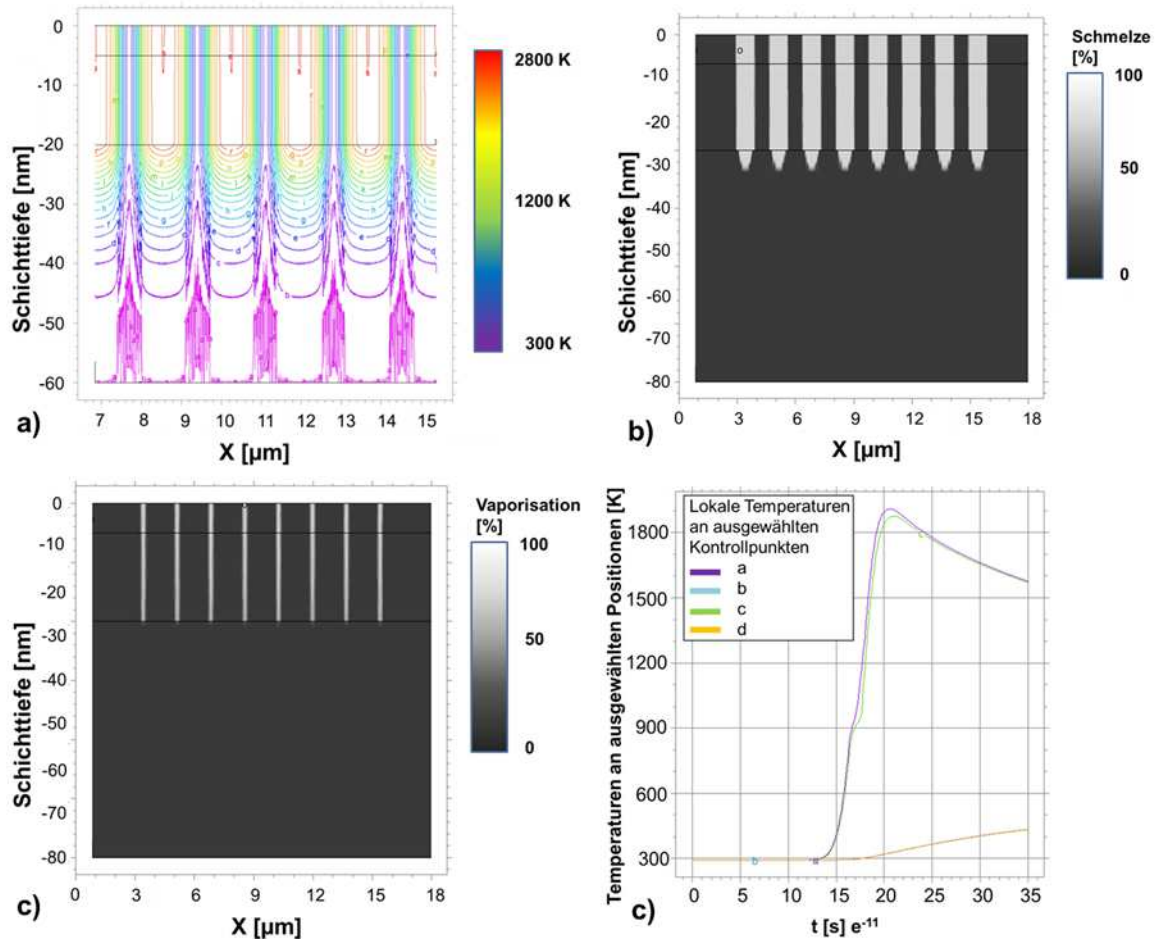 0
-10
-20
-30
-40
-50
-60
Schichttiefe [nm]
7 8 9 10 11 12 13 14 15
X [µm]
a)
2800 K
1200 K
300 K
0
-10
-20
-30
-40
-50
-60
-70
-80
Schichttiefe [nm]
0 3 6 9 12 15 18
X [µm]
b)
Schmelze
[%]
100
50
0
0
-10
-20
-30
-40
-50
-60
-70
-80
Schichttiefe [nm]
0 3 6 9 12 15 18
X [µm]
c)
Vaporisation
[%]
100
50
0
Temperaturen an ausgewählten Positionen [K]
1800
1500
1200
900
600
300
Lokale Temperaturen
an ausgewählten
Kontrollpunkten
a
b
c
d
b
a
c
0 5 10 15 20 25 30 35
t [s] e⁻¹¹
c)